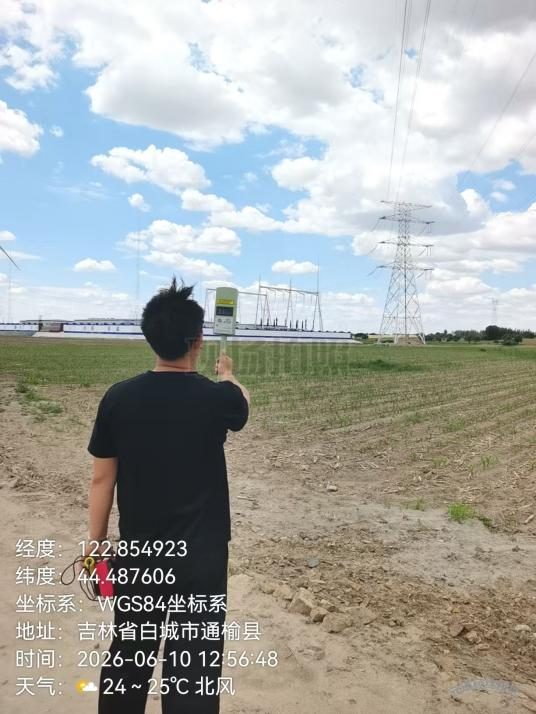 经度：122.854923
纬度：44.487606
坐标系：WGS84坐标系
地址：吉林省白城市通榆县
时间：2026-06-10 12:56:48
天气：24 ~ 25℃ 北风